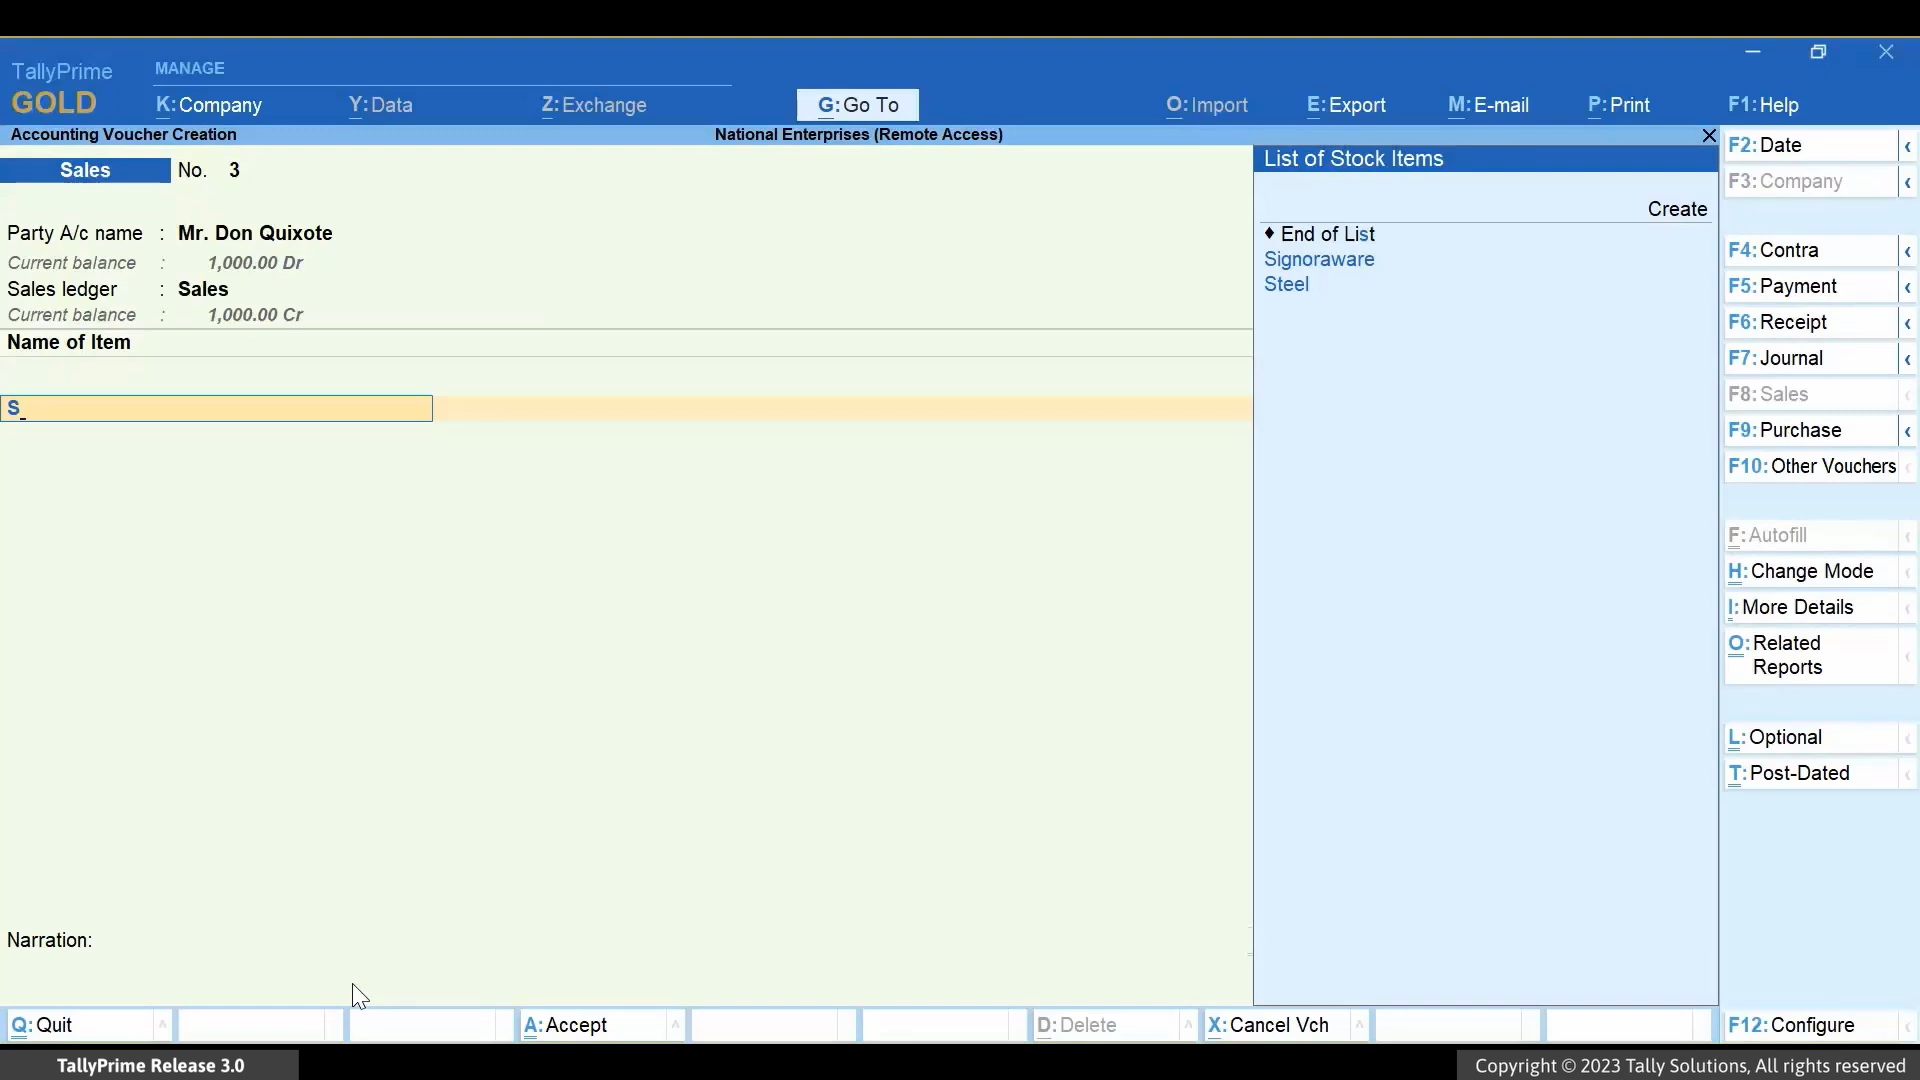 TallyPrime
GOLD
MANAGE
K:Company
Y:Data
Z:Exchange
G:Go To
O:Import
E:Export
M:E-mail
P:Print
F1:Help
Accounting Voucher Creation
National Enterprises (Remote Access)
Sales No. 3
Party A/c name : Mr. Don Quixote
Current balance : 1,000.00 Dr
Sales ledger : Sales
Current balance : 1,000.00 Cr
Name of Item
S
Narration:
List of Stock Items
Create
♦ End of List
Signoraware
Steel
F2:Date
F3:Company
F4:Contra
F5:Payment
F6:Receipt
F7:Journal
F8:Sales
F9:Purchase
F10:Other Vouchers
F:Autofill
H:Change Mode
I:More Details
O:Related
Reports
L:Optional
T:Post-Dated
Q:Quit
A:Accept
D:Delete
X:Cancel Vch
F12:Configure
TallyPrime Release 3.0
Copyright © 2023 Tally Solutions, All rights reserved